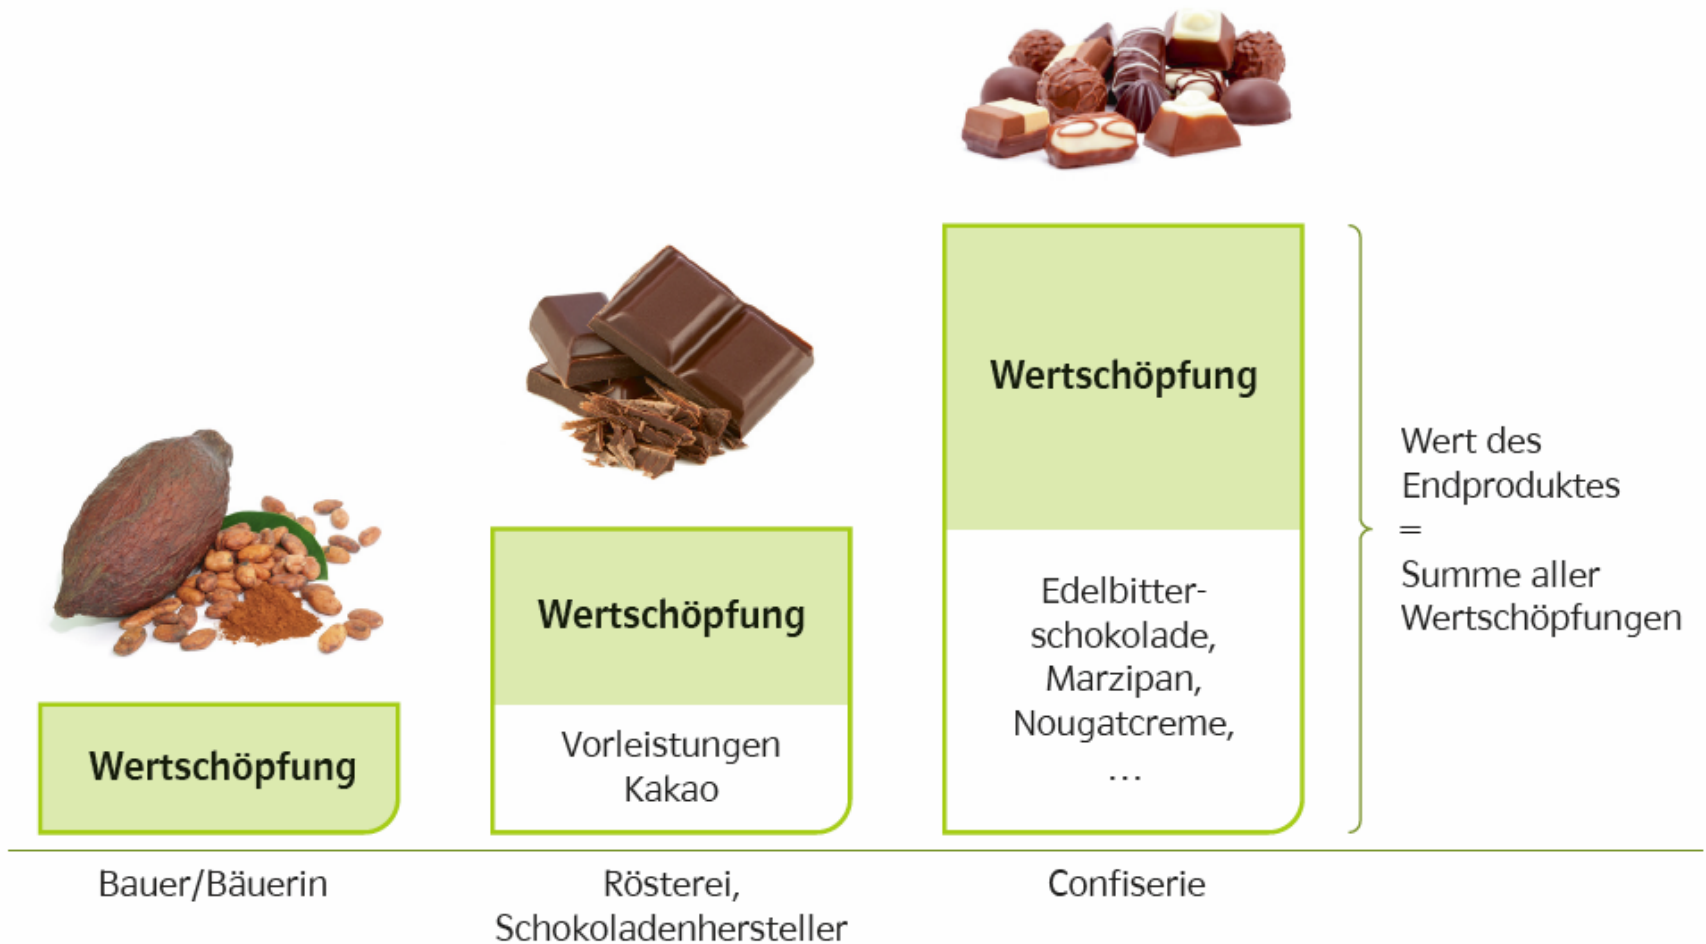 Wertschöpfung
Wert des
Endproduktes
=
Summe aller
Wertschöpfungen
Edelbitter-
schokolade,
Marzipan,
Nougatcreme,
...
Wertschöpfung
Vorleistungen
Kakao
Wertschöpfung
Bauer/Bäuerin
Rösterei,
Schokoladenhersteller
Confiserie